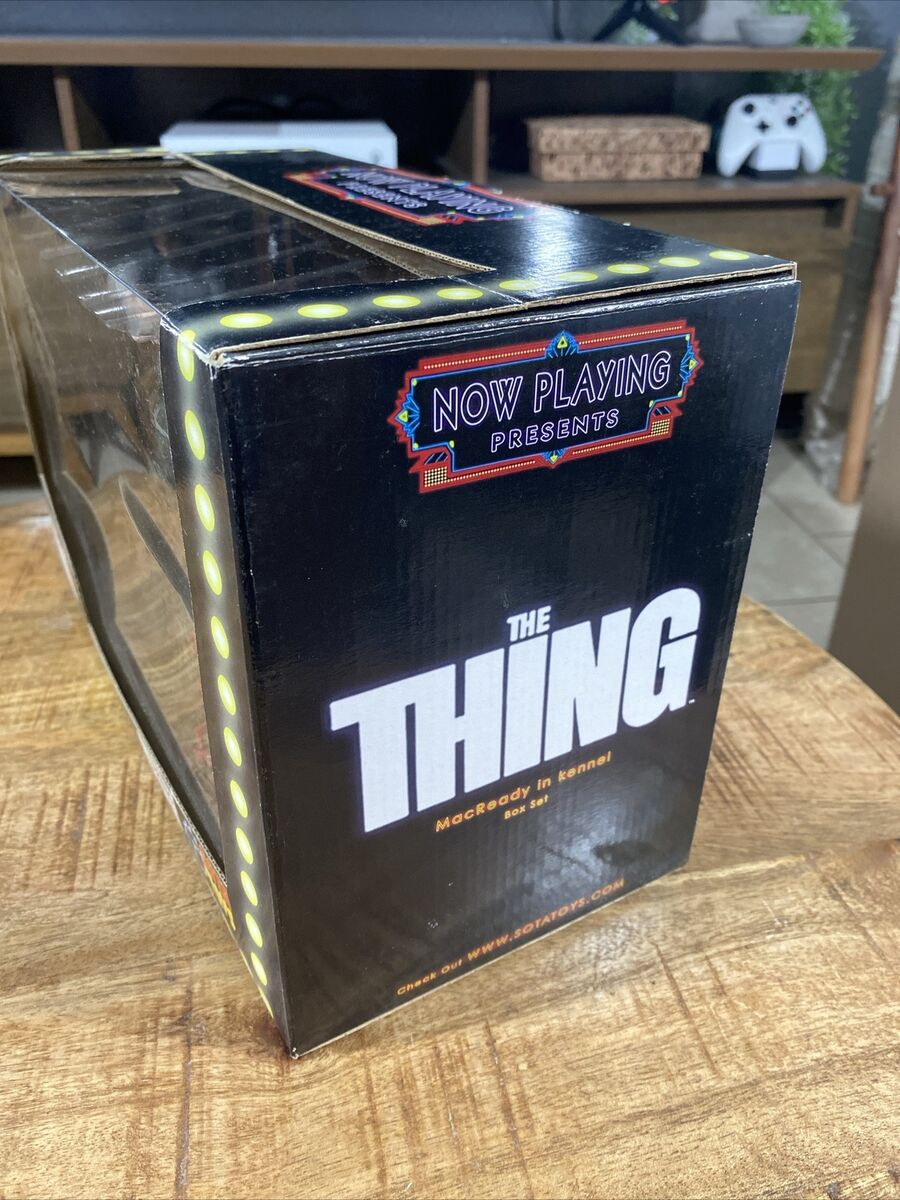 NOW PLAYING
PRESENTS
NOW PLAYING
PRESENTS
THE
THING
MacReady in kennel
Box Set
Check Out WWW.SOTATOYS.COM